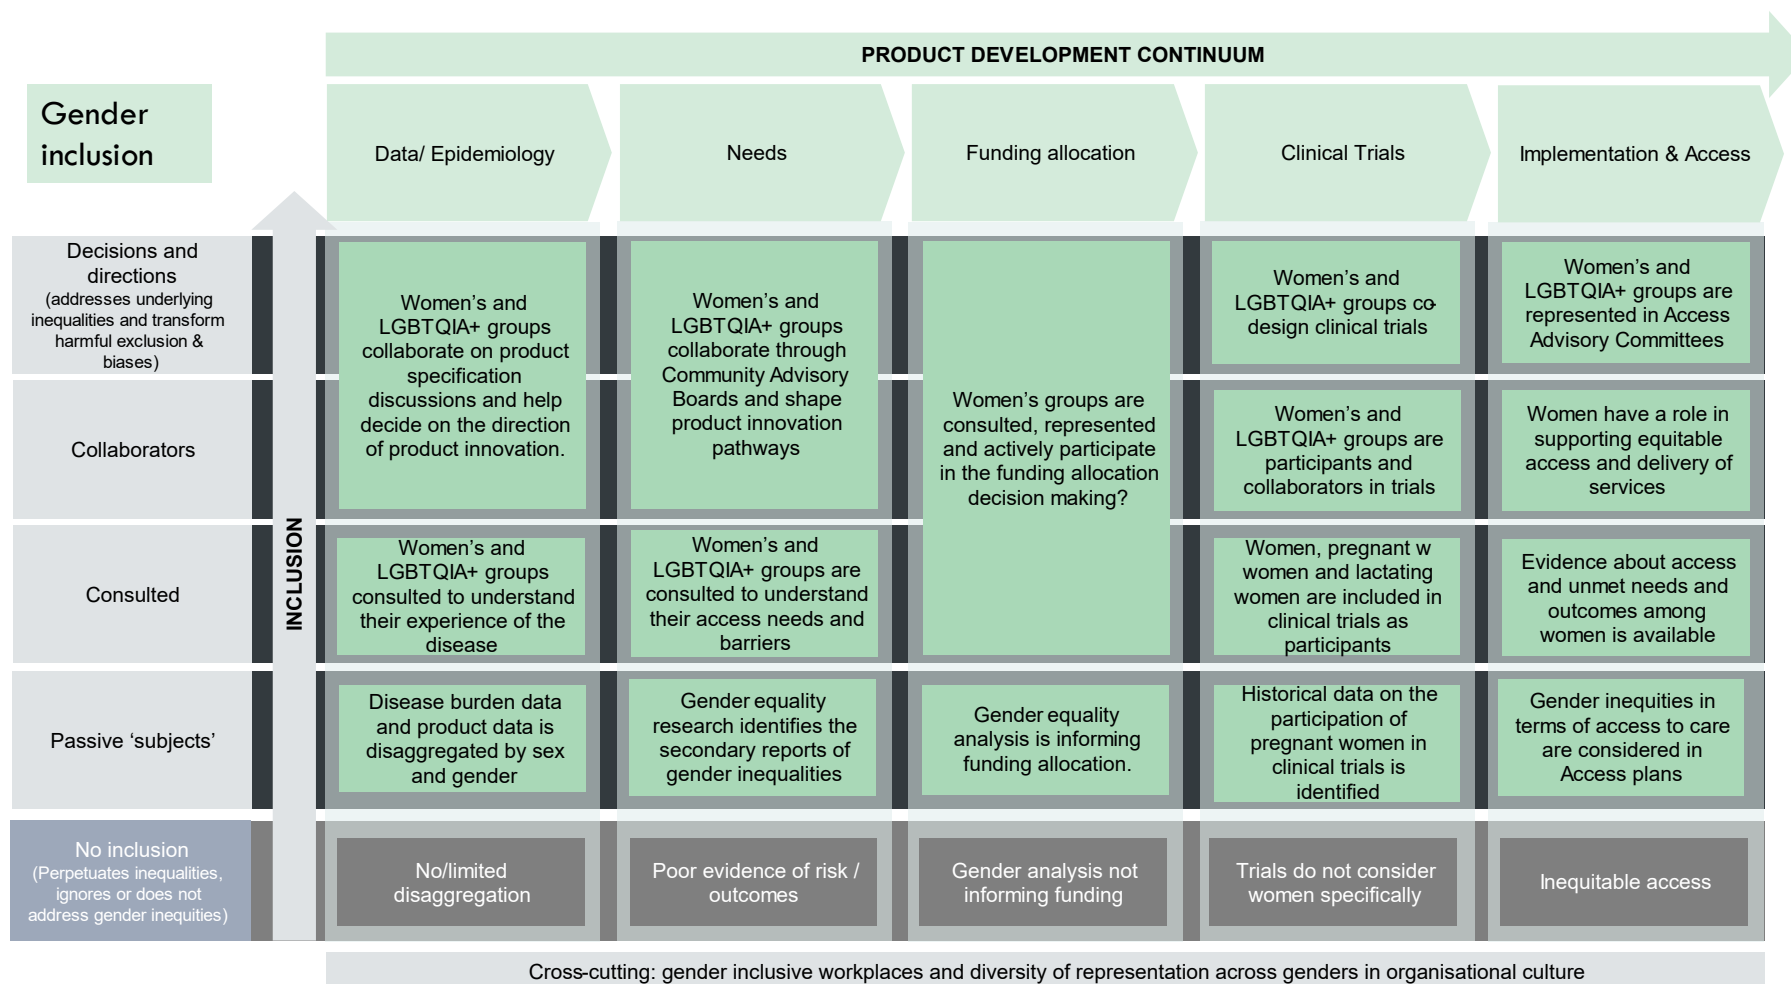 PRODUCT DEVELOPMENT CONTINUUM
Gender
inclusion
Data/ Epidemiology
Needs
Funding allocation
Clinical Trials
Implementation & Access
INCLUSION
Decisions and
directions
(addresses underlying
inequalities and transform
harmful exclusion &
biases)
Women's and
LGBTQIA+ groups
collaborate on product
specification
discussions and help
decide on the direction
of product innovation.
Women's and
LGBTQIA+ groups
collaborate through
Community Advisory
Boards and shape
product innovation
pathways
Women's groups are
consulted, represented
and actively participate
in the funding allocation
decision making?
Women's and
LGBTQIA+ groups co-
design clinical trials
Women's and
LGBTQIA+ groups are
represented in Access
Advisory Committees
Collaborators
Women's and
LGBTQIA+ groups are
participants and
collaborators in trials
Women have a role in
supporting equitable
access and delivery of
services
Consulted
Women's and
LGBTQIA+ groups
consulted to understand
their experience of the
disease
Women's and
LGBTQIA+ groups are
consulted to understand
their access needs and
barriers
Women, pregnant w
women and lactating
women are included in
clinical trials as
participants
Evidence about access
and unmet needs and
outcomes among
women is available
Passive 'subjects'
Disease burden data
and product data is
disaggregated by sex
and gender
Gender equality
research identifies the
secondary reports of
gender inequalities
Gender equality
analysis is informing
funding allocation.
Historical data on the
participation of
pregnant women in
clinical trials is
identified
Gender inequities in
terms of access to care
are considered in
Access plans
No inclusion
(Perpetuates inequalities,
ignores or does not
address gender inequities)
No/limited
disaggregation
Poor evidence of risk /
outcomes
Gender analysis not
informing funding
Trials do not consider
women specifically
Inequitable access
Cross-cutting: gender inclusive workplaces and diversity of representation across genders in organisational culture